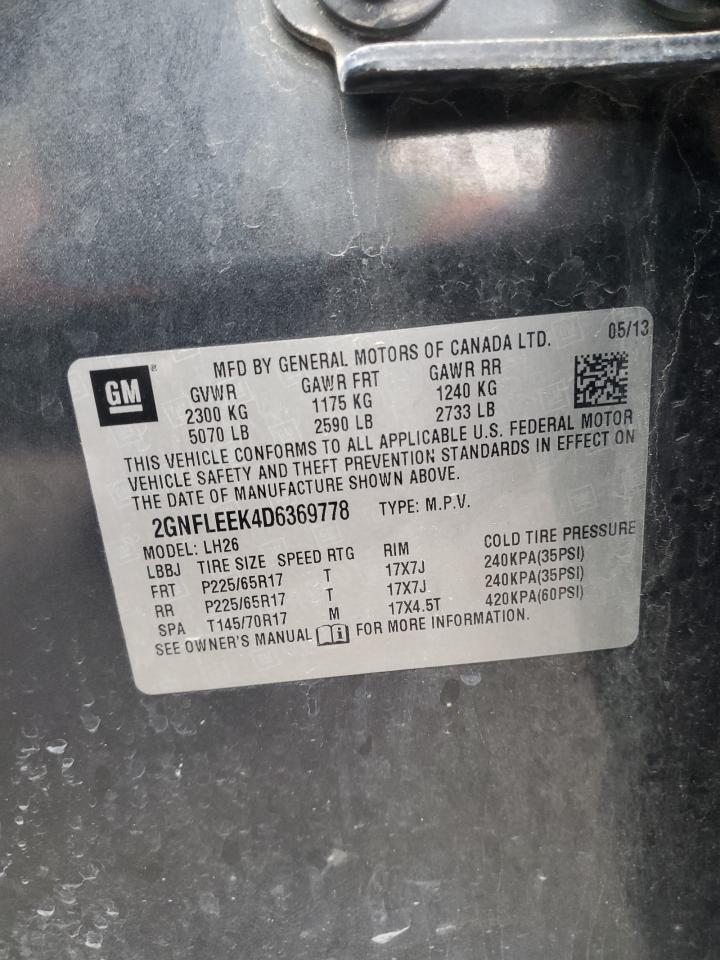 GM ® MFD BY GENERAL MOTORS OF CANADA LTD. 05/13
GVWR GAWR FRT GAWR RR
2300 KG 1175 KG 1240 KG
5070 LB 2590 LB 2733 LB
THIS VEHICLE CONFORMS TO ALL APPLICABLE U.S. FEDERAL MOTOR
VEHICLE SAFETY AND THEFT PREVENTION STANDARDS IN EFFECT ON
THE DATE OF MANUFACTURE SHOWN ABOVE.
2GNFLEEK4D6369778 TYPE: M.P.V.
MODEL: LH26
LBBJ TIRE SIZE SPEED RTG RIM COLD TIRE PRESSURE
FRT P225/65R17 T 17X7J 240KPA(35PSI)
RR P225/65R17 T 17X7J 240KPA(35PSI)
SPA T145/70R17 M 17X4.5T 420KPA(60PSI)
SEE OWNER'S MANUAL FOR MORE INFORMATION.